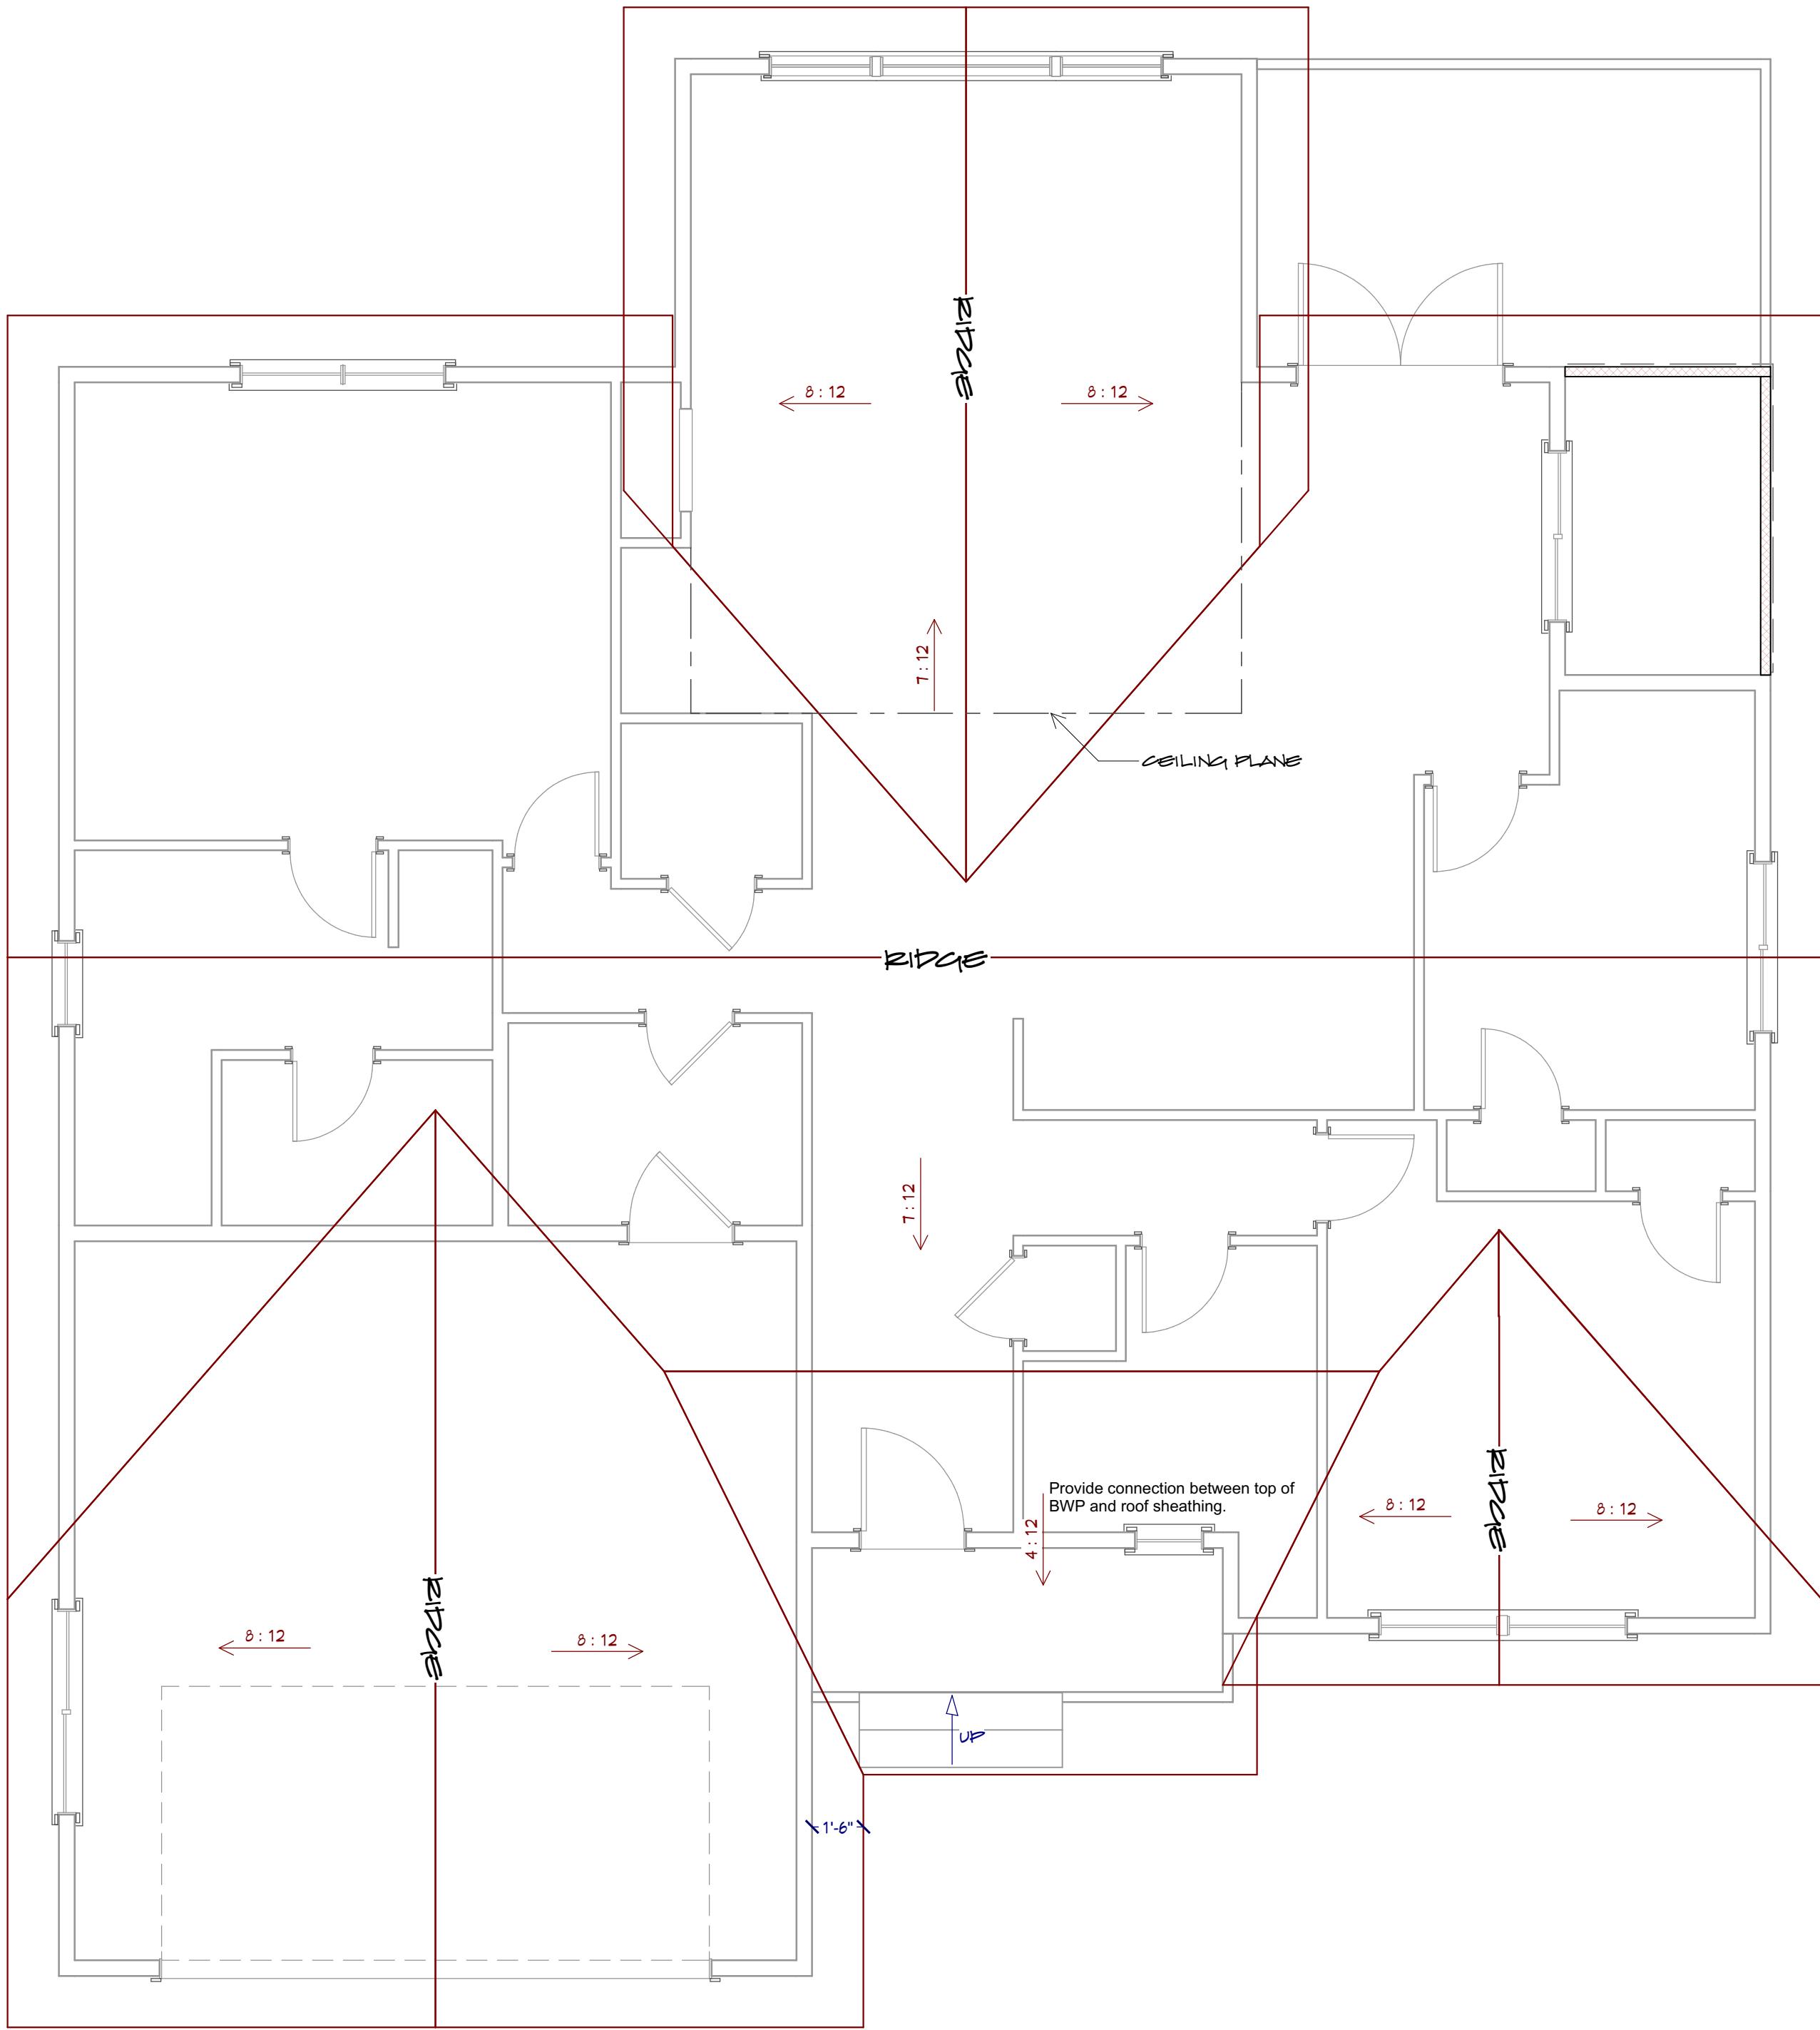 RIDGE
8 : 12
8 : 12
7 : 12
CEILING PLANE
RIDGE
7 : 12
Provide connection between top of
BWP and roof sheathing.
4 : 12
RIDGE
8 : 12
8 : 12
RIDGE
8 : 12
8 : 12
UP
1'-6"